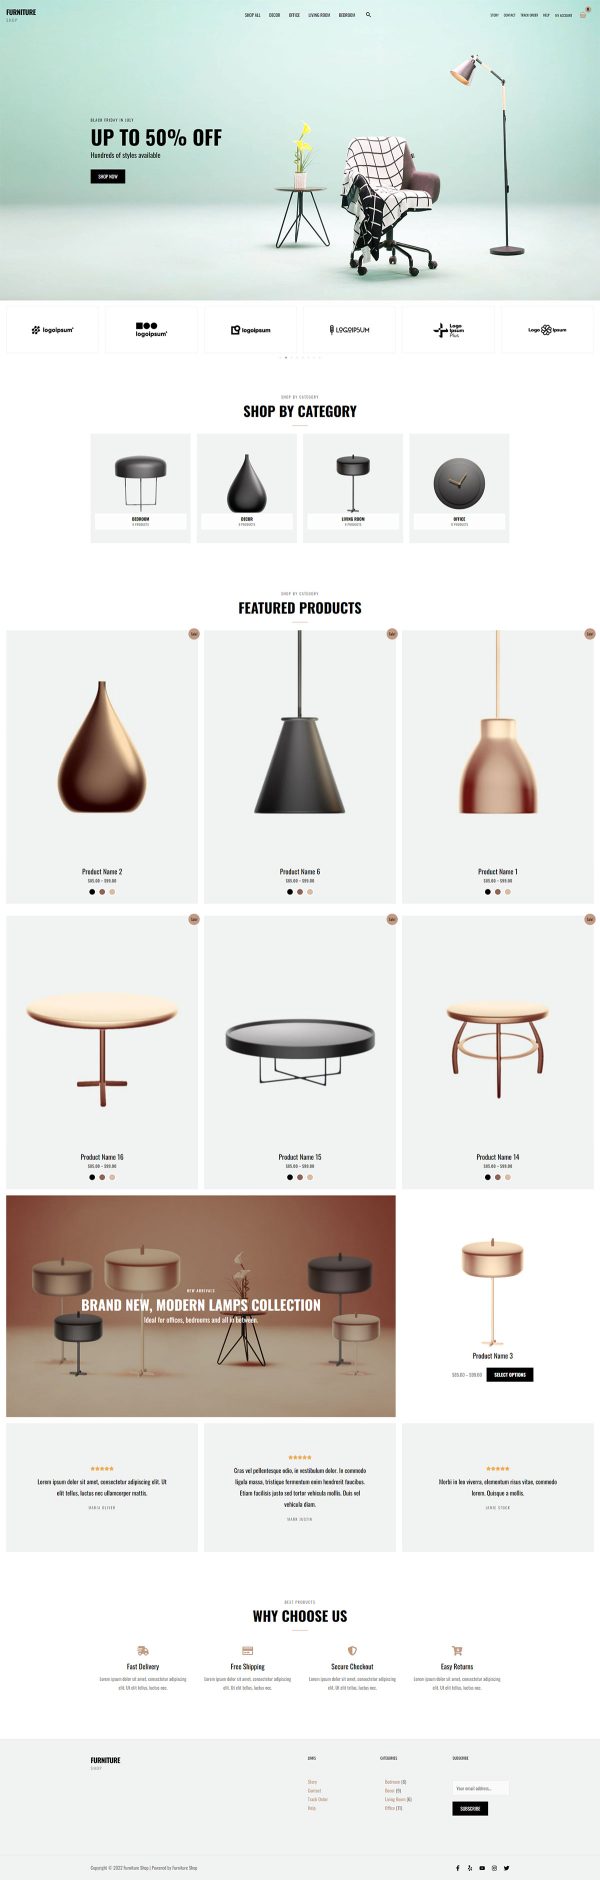 FURNITURE
SHOP
SHOP ALL DECOR OFFICE LIVING ROOM BEDROOM
STORY CONTACT TRACK ORDER HELP MY ACCOUNT
BLACK FRIDAY IN JULY
UP TO 50% OFF
Hundreds of styles available
SHOP NOW
logoipsum
logoipsum
logoipsum
LOGOIPSUM
Logo
Ipsum
Plus
Logo Ipsum
SHOP BY CATEGORY
SHOP BY CATEGORY
BEDROOM
DECOR
LIVING ROOM
OFFICE
SHOP BY CATEGORY
FEATURED PRODUCTS
Sale!
Sale!
Sale!
Product Name 2
$85.00 – $99.00
Product Name 6
$85.00 – $99.00
Product Name 1
$85.00 – $99.00
Sale!
Sale!
Sale!
Product Name 16
$85.00 – $99.00
Product Name 15
$85.00 – $99.00
Product Name 14
$85.00 – $99.00
NEW ARRIVALS
BRAND NEW, MODERN LAMPS COLLECTION
Ideal for offices, bedrooms and all in between.
Product Name 3
$85.00 – $99.00 SELECT OPTIONS
Lorem ipsum dolor sit amet, consectetur adipiscing elit. Ut
elit tellus, luctus nec ullamcorper mattis.
MARIA OLIVER
Cras vel pellentesque odio, in vestibulum dolor. In commodo
ligula massa, tristique fermentum enim hendrerit faucibus.
Etiam facilisis justo sed tortor vehicula mollis. Duis vel
vehicula diam.
MARK JUSTIN
Morbi in leo viverra, elementum risus vitae, commodo
lorem. Quisque a mollis.
JAMIE STOCK
BEST PRODUCTS
WHY CHOOSE US
Fast Delivery
Lorem ipsum dolor sit amet, consectetur adipiscing
elit. Ut elit tellus, luctus nec.
Free Shipping
Lorem ipsum dolor sit amet, consectetur adipiscing
elit. Ut elit tellus, luctus nec.
Secure Checkout
Lorem ipsum dolor sit amet, consectetur adipiscing
elit. Ut elit tellus, luctus nec.
Easy Returns
Lorem ipsum dolor sit amet, consectetur adipiscing
elit. Ut elit tellus, luctus nec.
FURNITURE
SHOP
LINKS
Store
Contact
Track Order
Help
CATEGORIES
Bedroom (8)
Decor (9)
Living Room (6)
Office (11)
SUBSCRIBE
Your email address...
SUBSCRIBE
Copyright © 2022 Furniture Shop | Powered by Furniture Shop